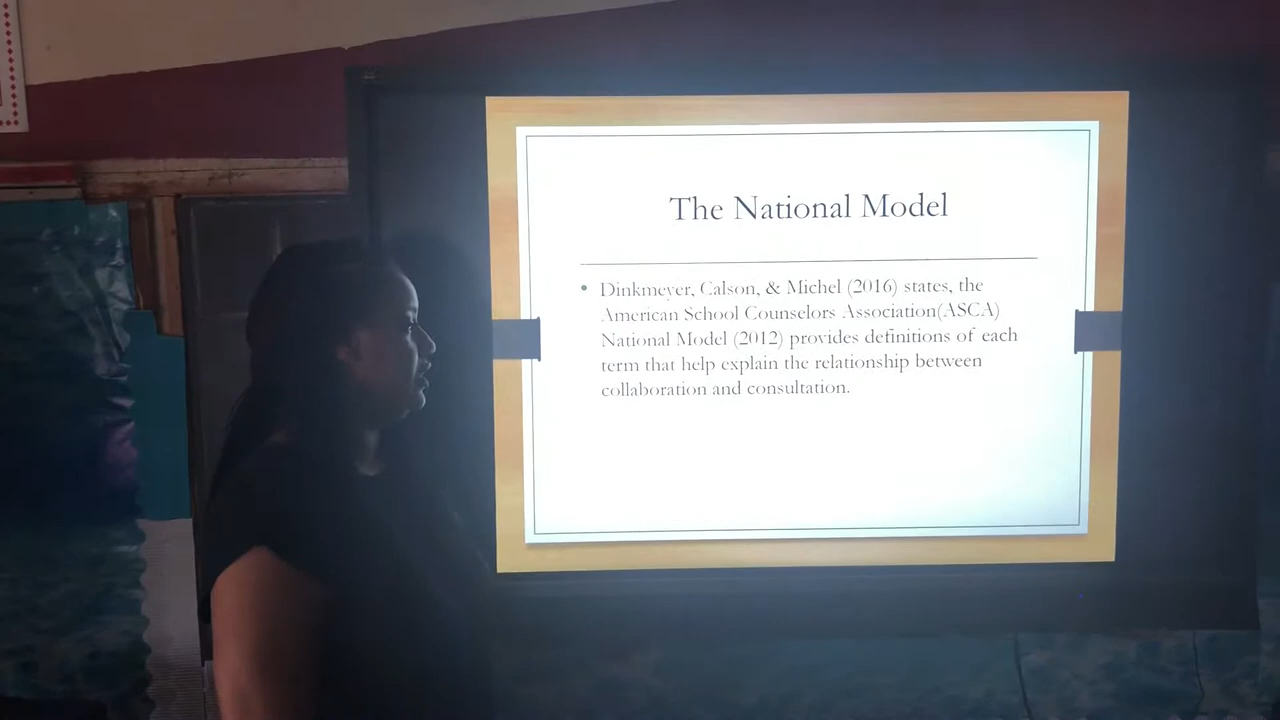 The National Model
• Dinkmeyer, Calson, & Michel (2016) states, the
American School Counselors Association(ASCA)
National Model (2012) provides definitions of each
term that help explain the relationship between
collaboration and consultation.